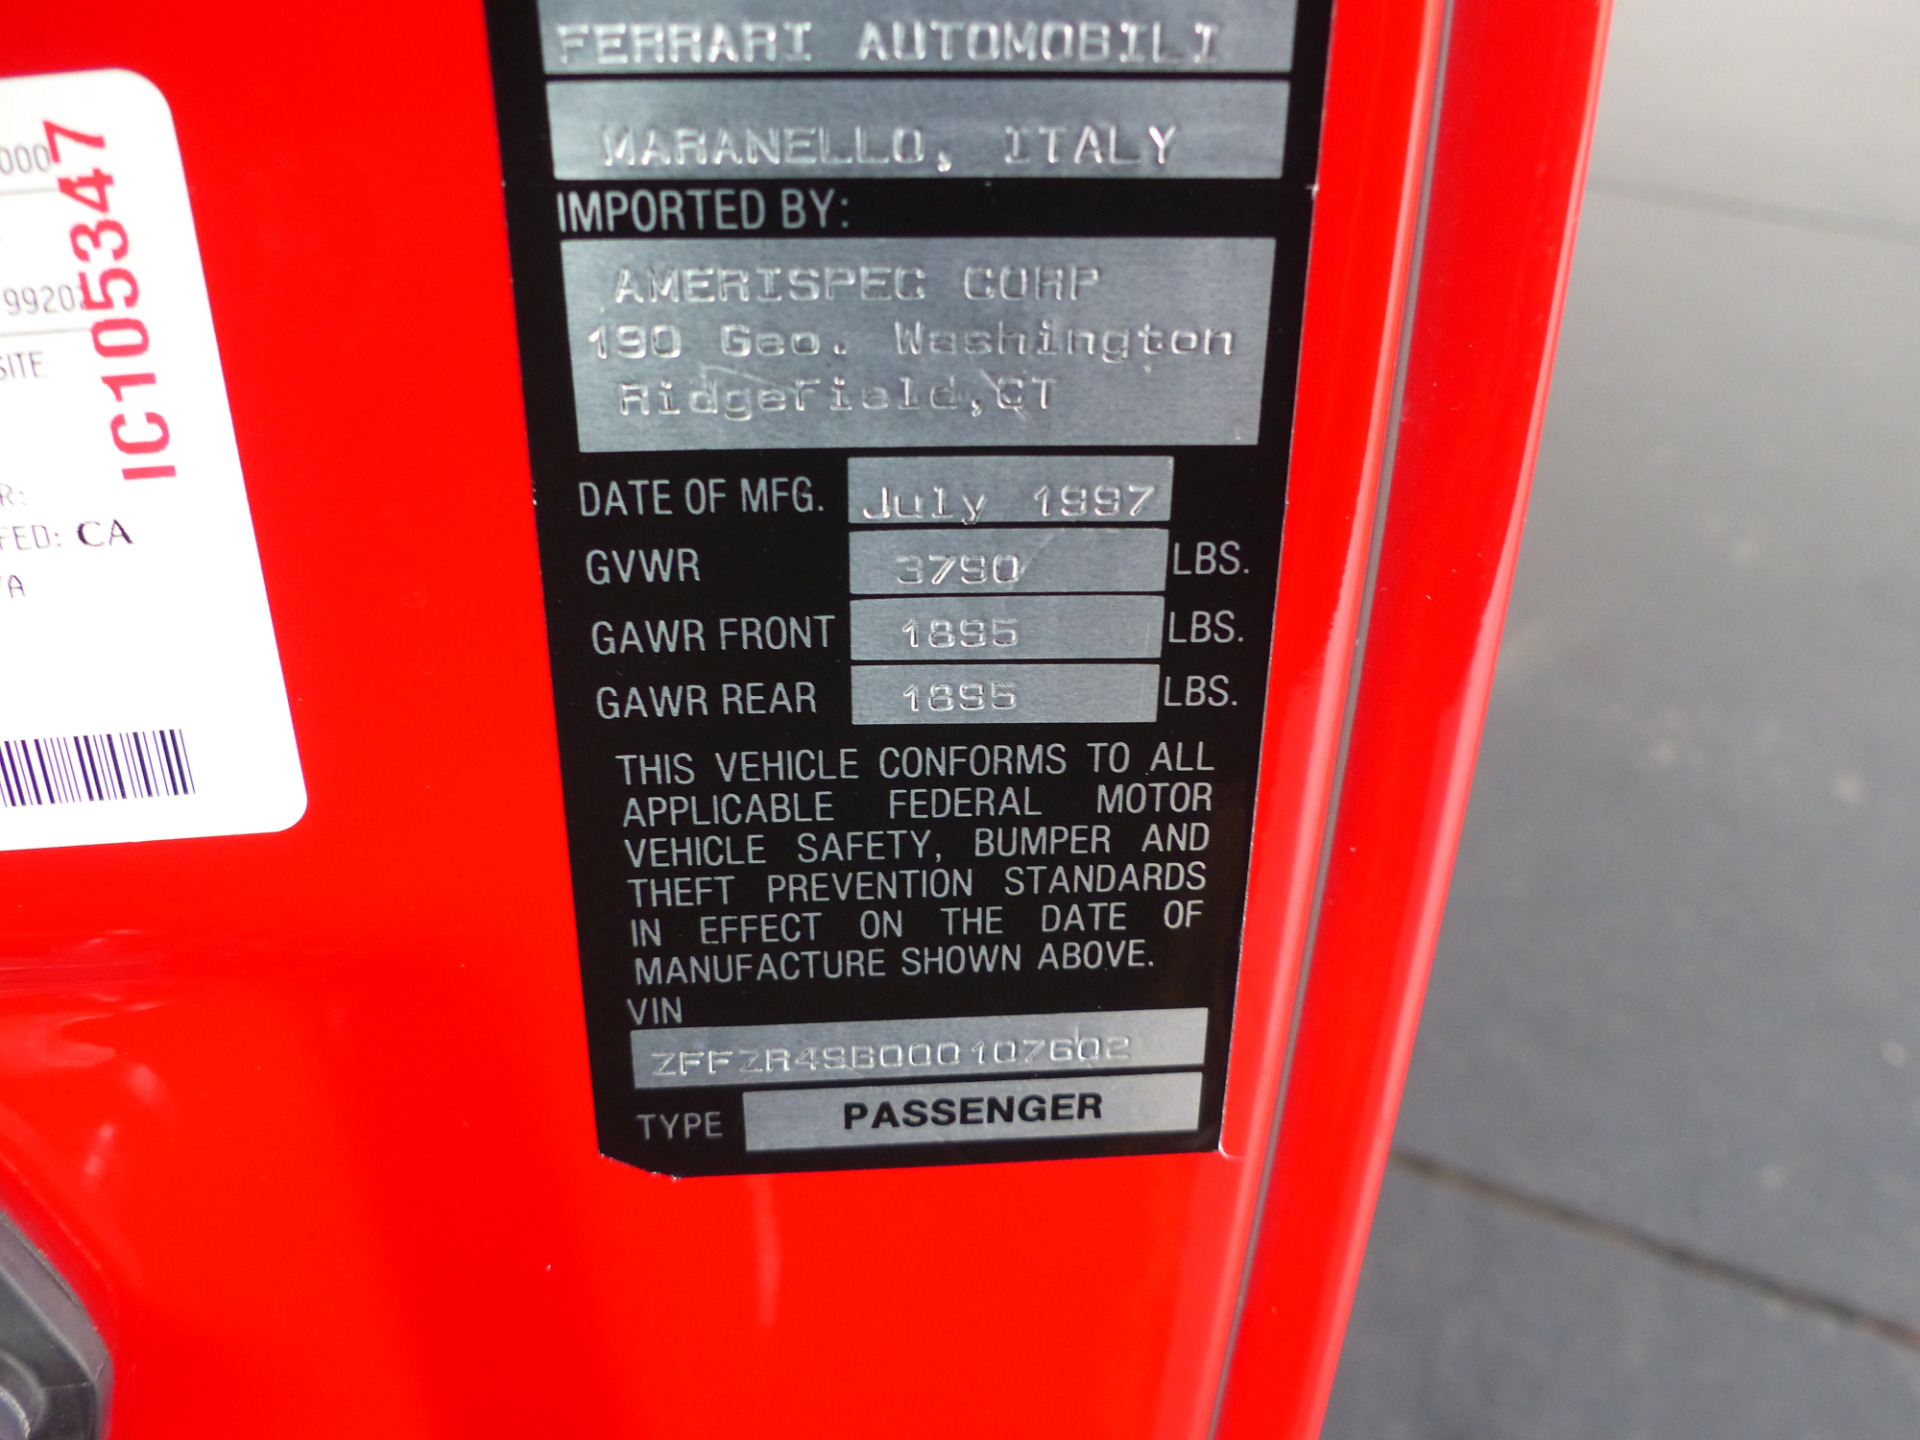 000
99202
SITE
R:
FED: CA
/A
IC105347
FERRARI AUTOMOBILI
MARANELLO, ITALY
IMPORTED BY:
AMERISPEC CORP
190 Geo. Washington
Ridgefield,CT
DATE OF MFG. July 1997
GVWR 3790 LBS.
GAWR FRONT 1895 LBS.
GAWR REAR 1895 LBS.
THIS VEHICLE CONFORMS TO ALL
APPLICABLE FEDERAL MOTOR
VEHICLE SAFETY, BUMPER AND
THEFT PREVENTION STANDARDS
IN EFFECT ON THE DATE OF
MANUFACTURE SHOWN ABOVE.
VIN
ZFFZR49B000107602
TYPE PASSENGER